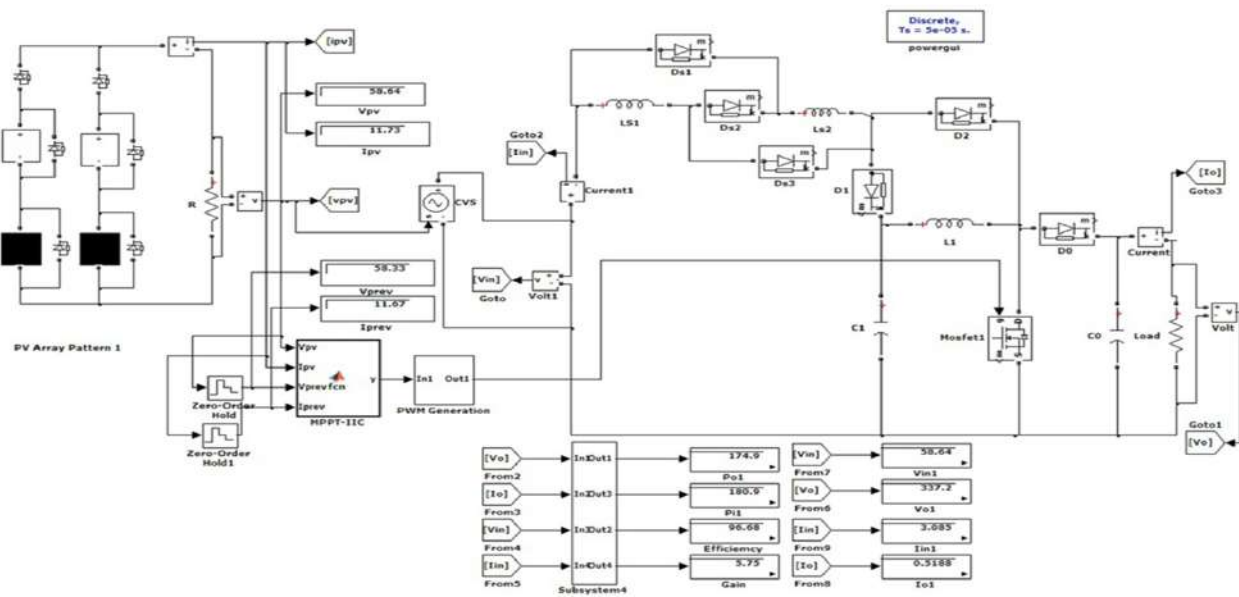 Discrete,
Ts = 5e-05 s.
powergui
[ipv]
58.64
Vpv
11.73
Ipv
R
v
[vpv]
58.33
Vprev
11.67
Iprev
PV Array Pattern 1
Vpv
Ipv
Vprev fcn
Iprev
y
MPPT-IIC
Zero-Order
Hold
Zero-Order
Hold1
In1 Out1
PWM Generation
CVS
Goto2
[Iin]
Current1
[Vin]
Goto
v
Volt1
m
Ds1
LS1
m
Ds2
Ls2
m
Ds3
m
D2
D1
m
L1
m
D0
C1
Mosfet1
g
D
S
C0
Load
Current
[Io]
Goto3
v
Volt
Goto1
[Vo]
[Vo]
From2
[Io]
From3
[Vin]
From4
[Iin]
From5
In1 Out1
In2 Out3
In3 Out2
In4 Out4
Subsystem4
174.9
Po1
180.9
Pi1
96.68
Efficiemcy
5.75
Gain
[Vin]
From7
58.64
Vin1
[Vo]
From6
337.2
Vo1
[Iin]
From9
3.085
Iin1
[Io]
From8
0.5188
Io1